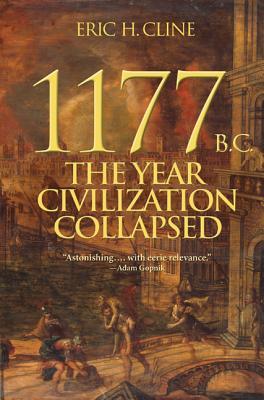 ERIC H. CLINE
1177
B.C.
THE YEAR
CIVILIZATION
COLLAPSED
“Astonishing.... with eerie relevance.”
—Adam Gopnik